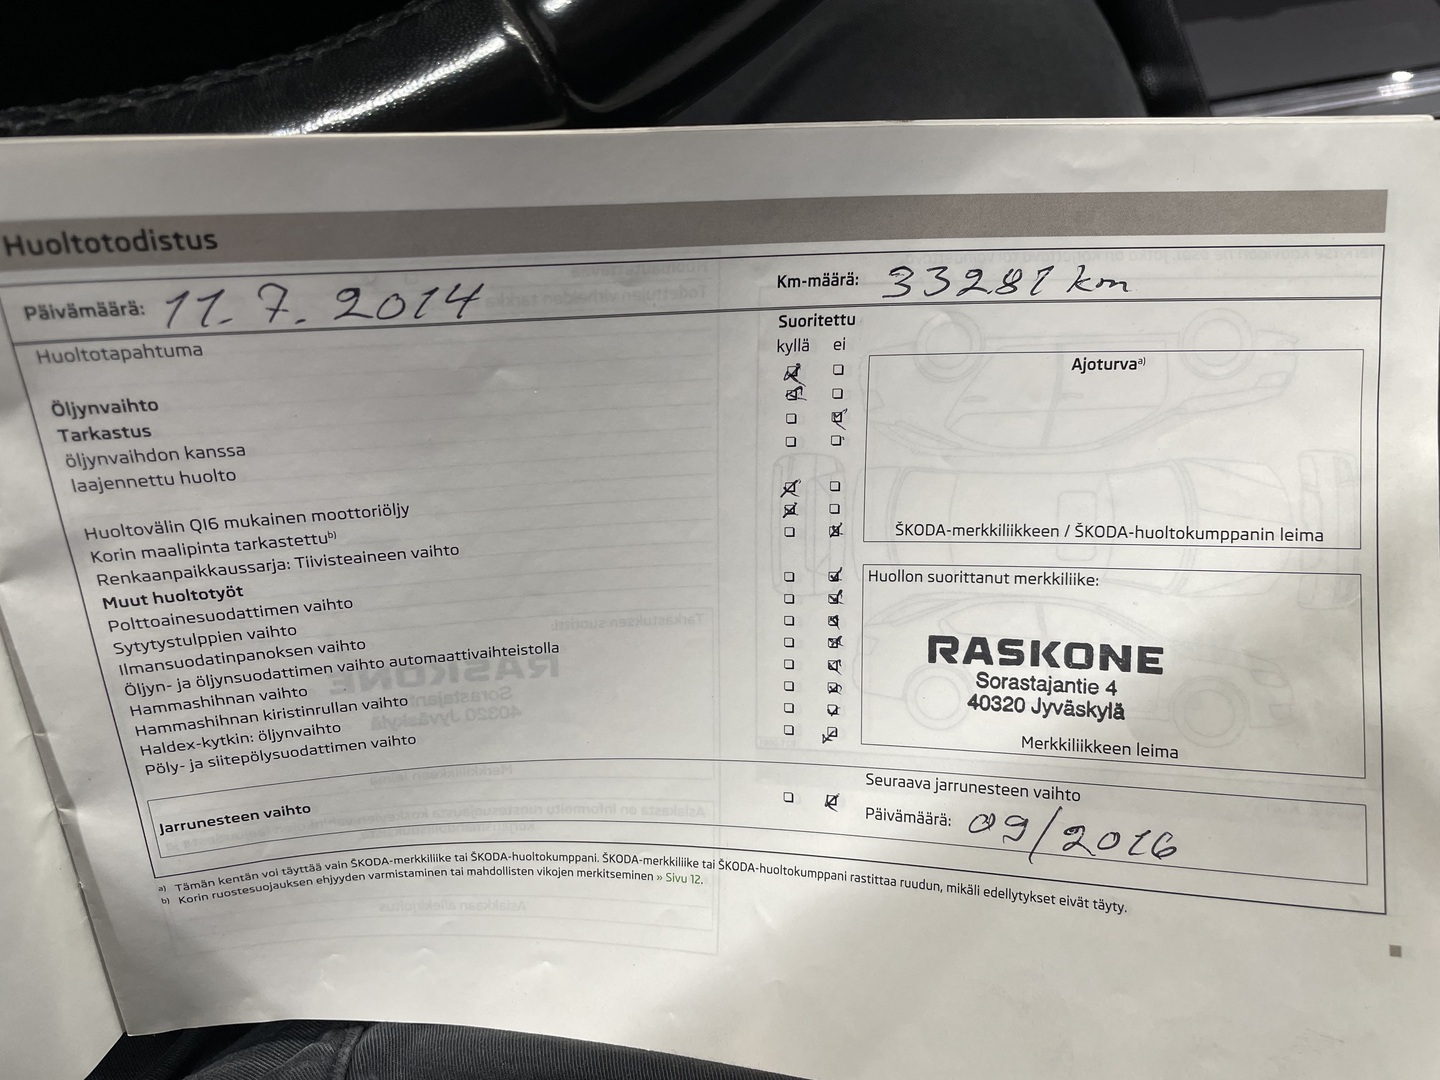 Huoltotodistus
Päivämäärä: 11. 7. 2014
Km-määrä: 33281 km
Huoltotapahtuma
Suoritettu
kyllä ei
Öljynvaihto
Tarkastus
öljynvaihdon kanssa
laajennettu huolto
Huoltovälin QI6 mukainen moottoriöljy
Korin maalipinta tarkastettu b)
Renkaanpaikkaussarja: Tiivisteaineen vaihto
Muut huoltotyöt
Polttoainesuodattimen vaihto
Sytytystulppien vaihto
Ilmansuodatinpanoksen vaihto
Öljyn- ja öljynsuodattimen vaihto automaattivaihteistolla
Hammashihnan vaihto
Hammashihnan kiristinrullan vaihto
Haldex-kytkin: öljynvaihto
Pöly- ja siitepölysuodattimen vaihto
Ajoturva a)
ŠKODA-merkkiliikkeen / ŠKODA-huoltokumppanin leima
Huollon suorittanut merkkiliike:
RASKONE
Sorastajantie 4
40320 Jyväskylä
Merkkiliikkeen leima
Jarrunesteen vaihto
Seuraava jarrunesteen vaihto
Päivämäärä: 09/2016
a) Tämän kentän voi täyttää vain ŠKODA-merkkiliike tai ŠKODA-huoltokumppani. ŠKODA-merkkiliike tai ŠKODA-huoltokumppani rastittaa ruudun, mikäli edellytykset eivät täyty.
b) Korin ruostesuojauksen ehjyyden varmistaminen tai mahdollisten vikojen merkitseminen » Sivu 12.